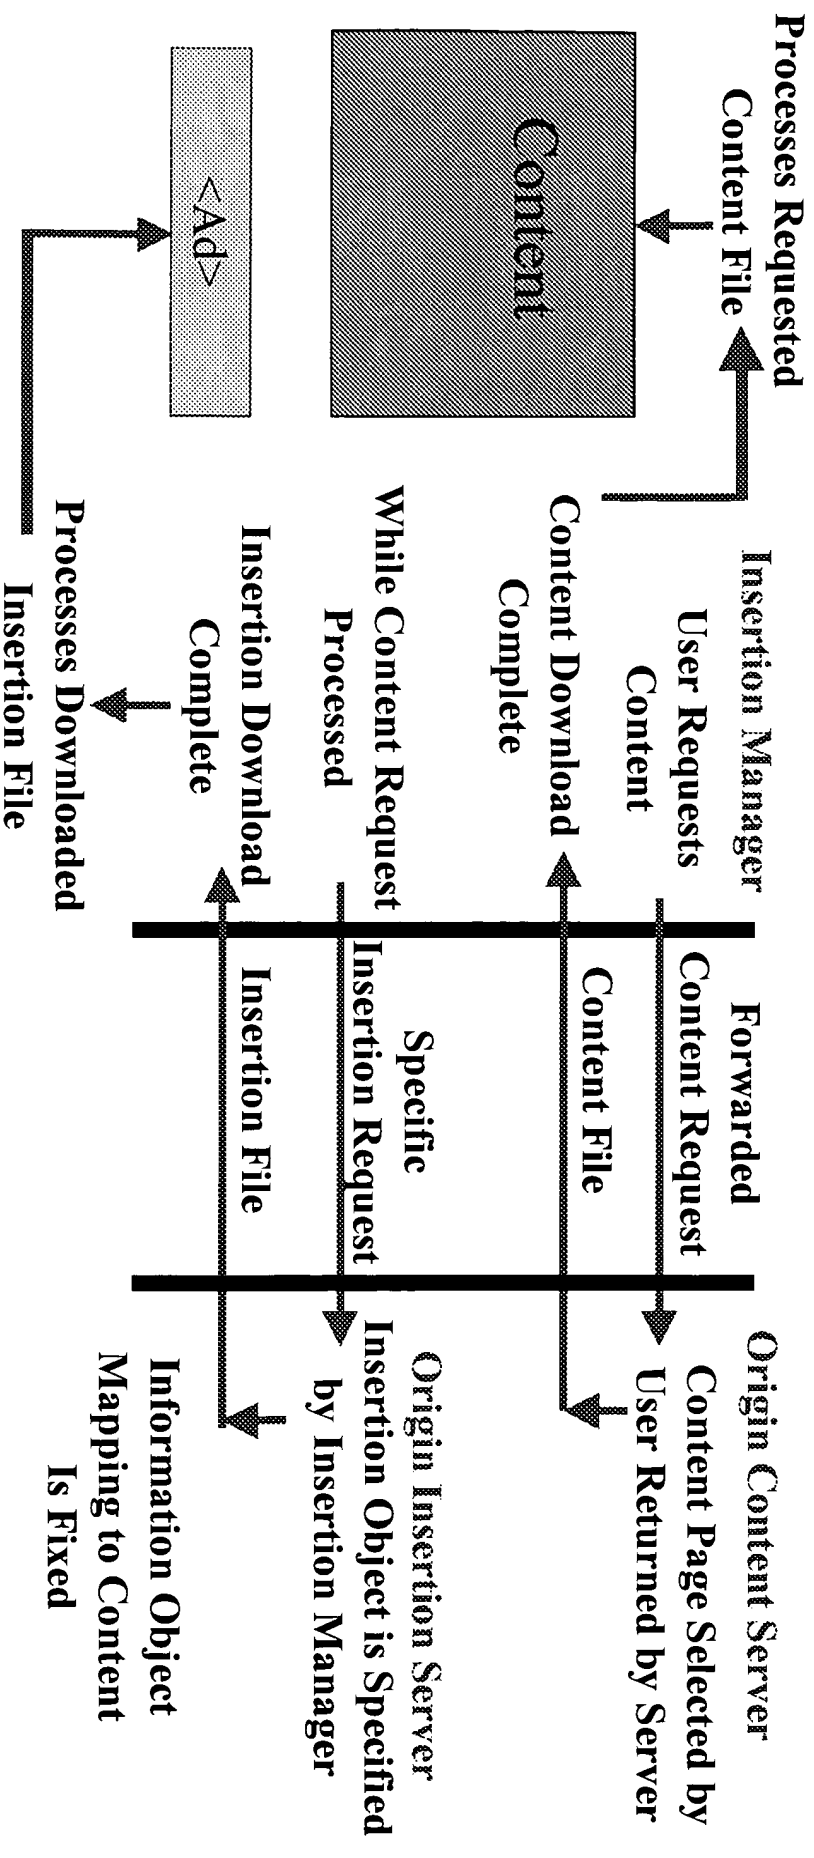 Processes Requested
Content File
Content
<Ad>
Insertion Manager
User Requests
Content
Content Download
Complete
While Content Request
Processed
Insertion Download
Complete
Processes Downloaded
Insertion File
Forwarded
Content Request
Content File
Specific
Insertion Request
Insertion File
Origin Content Server
Content Page Selected by
User Returned by Server
Origin Insertion Server
Insertion Object is Specified
by Insertion Manager
Information Object
Mapping to Content
Is Fixed